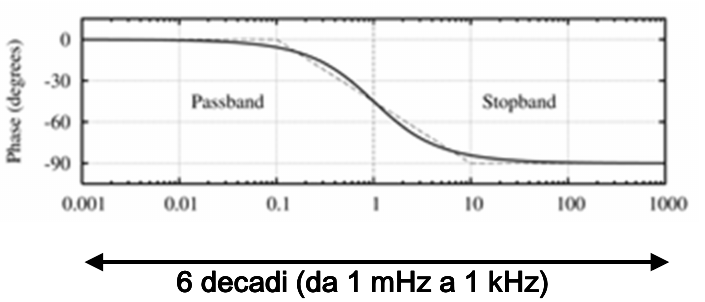 Phase (degrees)
0
-30
-60
-90
Passband
Stopband
0.001 0.01 0.1 1 10 100 1000
6 decadi (da 1 mHz a 1 kHz)